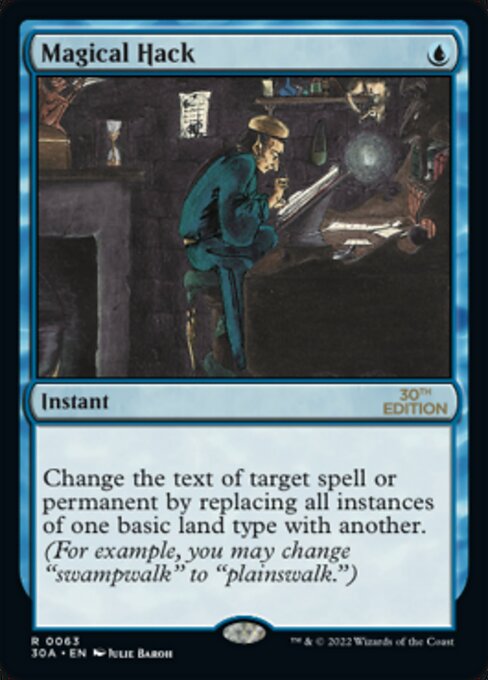 Magical Hack
Instant
30TH
EDITION
Change the text of target spell or
permanent by replacing all instances
of one basic land type with another.
(For example, you may change
“swampwalk” to “plainswalk.”)
R 0063
30A • EN Julie Baroh
™ & © 2022 Wizards of the Coast